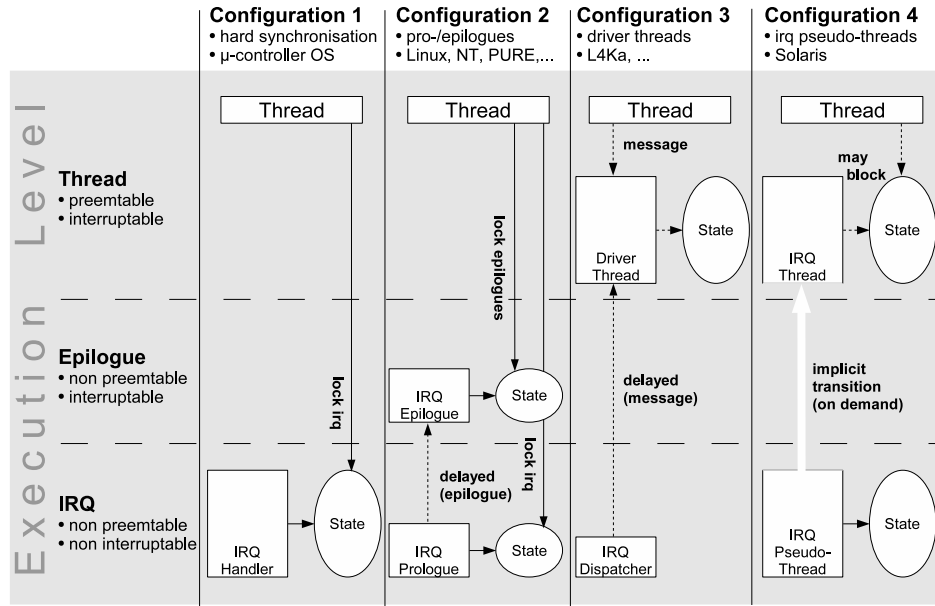 Configuration 1
• hard synchronisation
• µ-controller OS
Configuration 2
• pro-/epilogues
• Linux, NT, PURE,...
Configuration 3
• driver threads
• L4Ka, ...
Configuration 4
• irq pseudo-threads
• Solaris
Execution Level
Thread
• preemtable
• interruptable
Epilogue
• non preemtable
• interruptable
IRQ
• non preemtable
• non interruptable
Thread
lock irq
IRQ
Handler
State
Thread
lock epilogues
IRQ
Epilogue
State
delayed
(epilogue)
lock irq
IRQ
Prologue
State
Thread
message
Driver
Thread
State
delayed
(message)
IRQ
Dispatcher
Thread
may
block
IRQ
Thread
State
implicit
transition
(on demand)
IRQ
Pseudo-
Thread
State